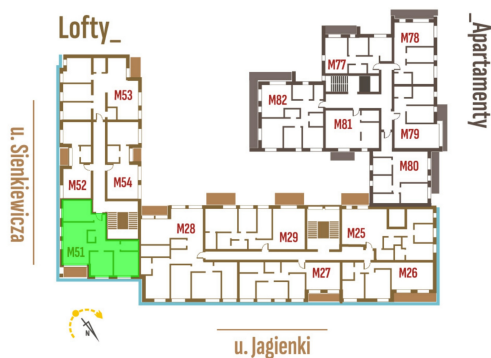 Lofty_
_Apartamenty
M78
M77
M53
M82
M81
M79
M80
M52
M54
u. Sienkiewicza
M51
M28
M29
M25
M27
M26
N
u. Jagienki